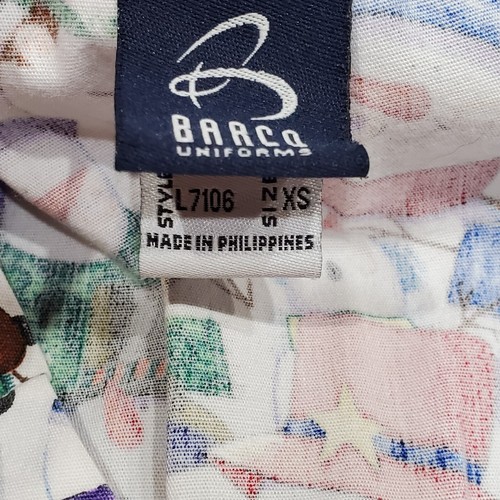 BARCO
UNIFORMS
STYLE L7106 SIZE XS
MADE IN PHILIPPINES